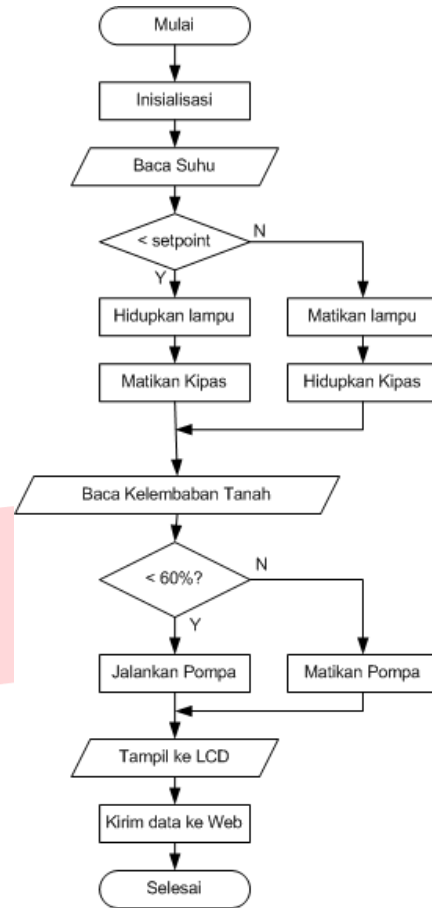 Mulai
Inisialisasi
Baca Suhu
< setpoint
N
Y
Hidupkan lampu
Matikan lampu
Matikan Kipas
Hidupkan Kipas
Baca Kelembaban Tanah
< 60%?
N
Y
Jalankan Pompa
Matikan Pompa
Tampil ke LCD
Kirim data ke Web
Selesai